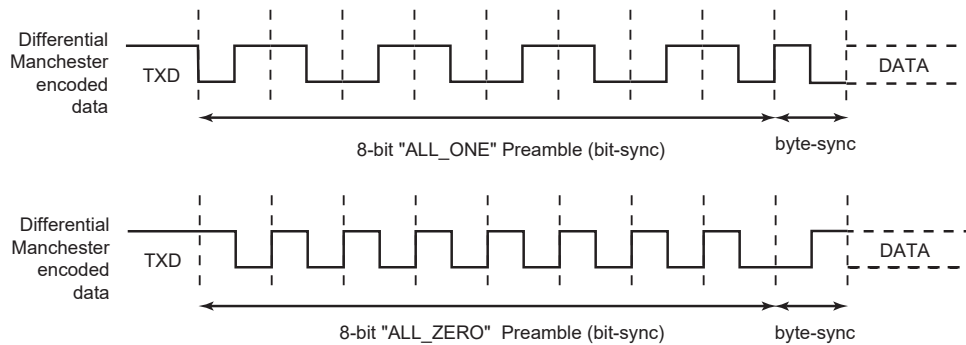 Differential
Manchester
encoded
data
TXD
DATA
8-bit "ALL_ONE" Preamble (bit-sync)
byte-sync
Differential
Manchester
encoded
data
TXD
DATA
8-bit "ALL_ZERO" Preamble (bit-sync)
byte-sync